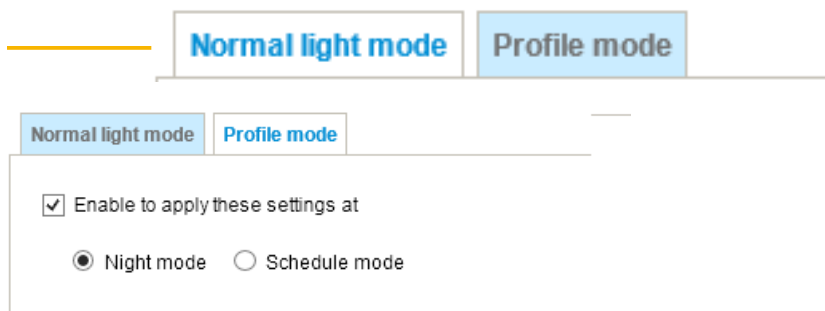 Normal light mode Profile mode
Normal light mode Profile mode
Enable to apply these settings at
Night mode Schedule mode